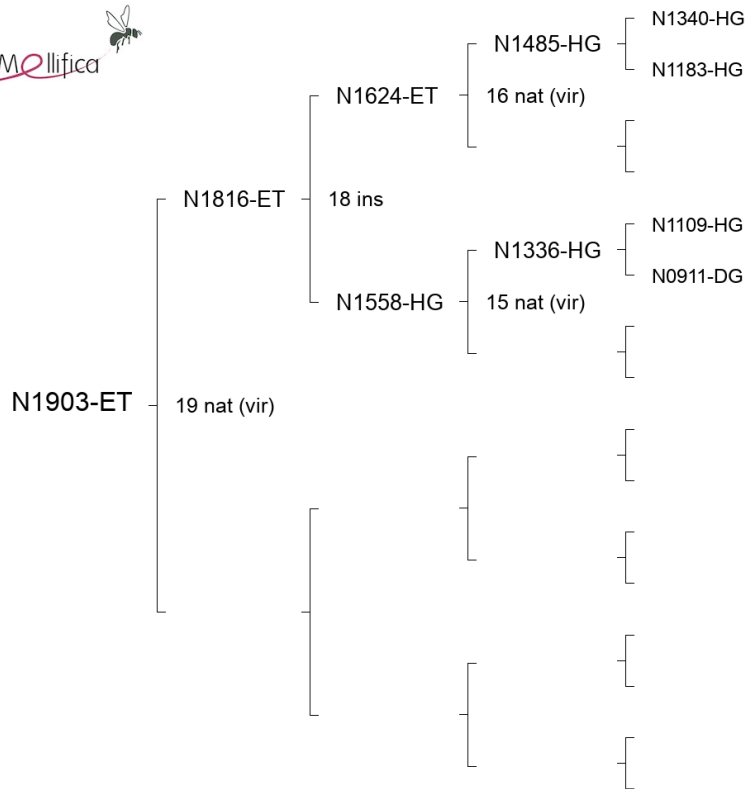 Mellifica
N1340-HG
N1485-HG
N1183-HG
N1624-ET
16 nat (vir)
N1816-ET
18 ins
N1109-HG
N1336-HG
N0911-DG
N1558-HG
15 nat (vir)
N1903-ET
19 nat (vir)